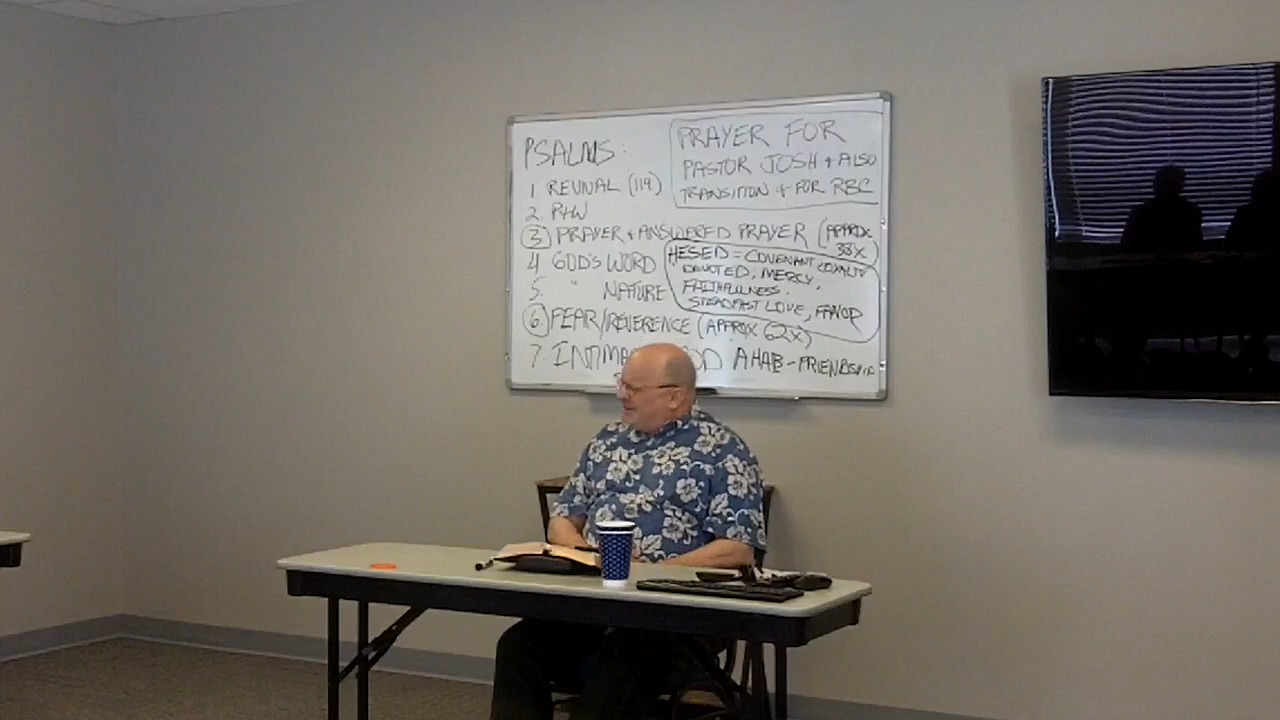 PSALMS:
1 REVIVAL (119)
2 P+W
3 PRAYER + ANSWERED PRAYER (APPROX 33X)
4 GOD'S WORD
5. " NATURE
6 FEAR/REVERENCE (APPROX 62X)
7. INTIMA OD AHAB - FRIENDSHIP
PRAYER FOR
PASTOR JOSH + ALSO
TRANSITION + FOR RBC
HESED = COVENANT LOYALTY
DEVOTED, MERCY,
FAITHFULNESS,
STEADFAST LOVE, FAVOR